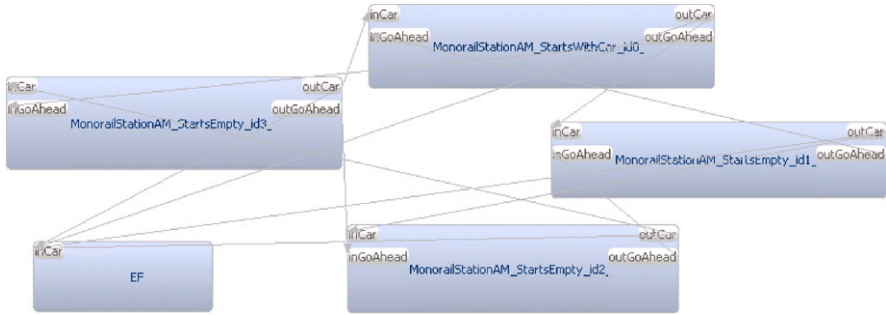 inCar outCar
inGoAhead outGoAhead
MonorailStationAM_StartsWithCar_id0_
inCar outCar
inGoAhead outGoAhead
MonorailStationAM_StartsEmpty_id3_
inCar outCar
inGoAhead MonorailStationAM_StartsEmpty_id1_ outGoAhead
inCar outCar
inGoAhead outGoAhead
MonorailStationAM_StartsEmpty_id2_
inCar
EF